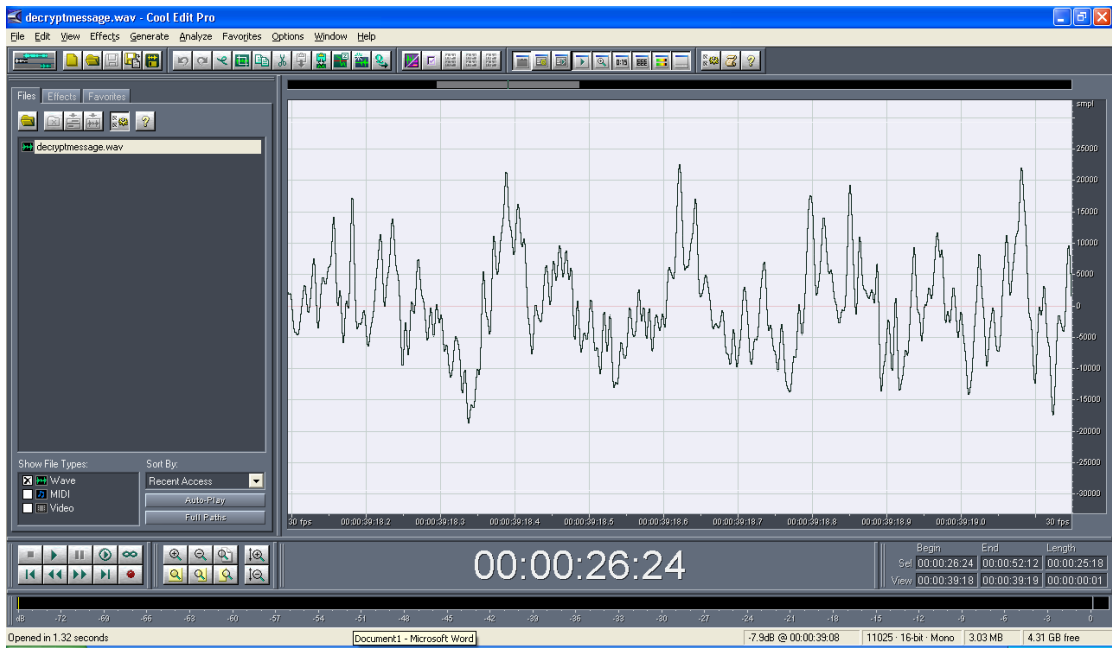 decryptmessage.wav - Cool Edit Pro
File Edit View Effects Generate Analyze Favorites Options Window Help
Files Effects Favorites
decryptmessage.wav
Show File Types: Sort By:
Wave Recent Access
MIDI Auto-Play
Video Full Paths
smpl
25000
20000
15000
10000
5000
0
-5000
-10000
-15000
-20000
-25000
-30000
30 fps 00:00:39:18.2 00:00:39:18.3 00:00:39:18.4 00:00:39:18.5 00:00:39:18.6 00:00:39:18.7 00:00:39:18.8 00:00:39:18.9 00:00:39:19.0 30 fps
00:00:26:24
Begin End Length
Sel 00:00:26:24 00:00:52:12 00:00:25:18
View 00:00:39:18 00:00:39:19 00:00:00:01
dB -72 -69 -66 -63 -60 -57 -54 -51 -48 -45 -42 -39 -36 -33 -30 -27 -24 -21 -18 -15 -12 -9 -6 -3 0
Opened in 1.32 seconds Document1 - Microsoft Word -7.9dB @ 00:00:39:08 11025 · 16-bit · Mono 3.03 MB 4.31 GB free